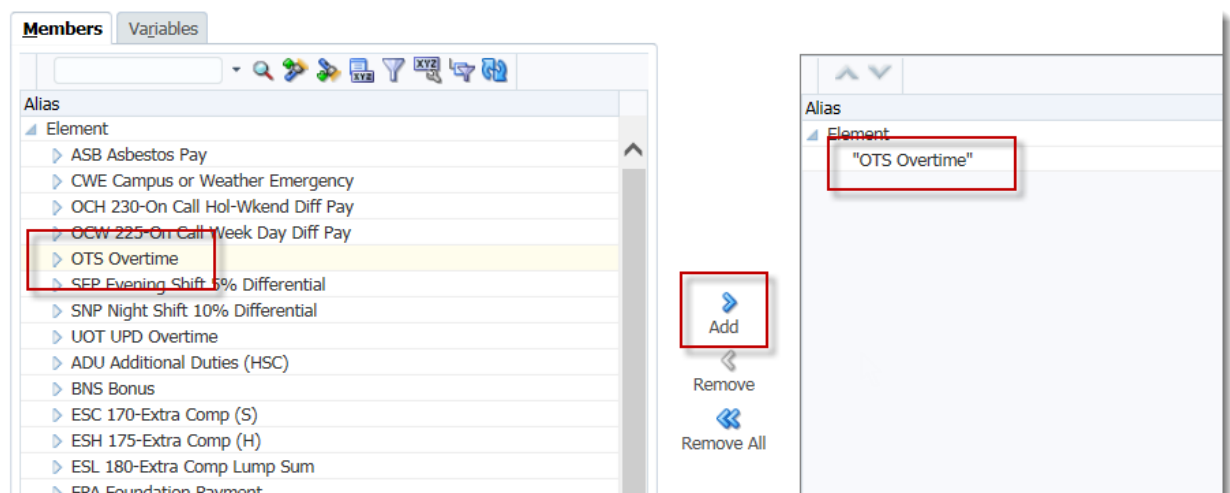 Members Variables
Alias
Element
ASB Asbestos Pay
CWE Campus or Weather Emergency
OCH 230-On Call Hol-Wkend Diff Pay
OCW 225-On Call Week Day Diff Pay
OTS Overtime
SEP Evening Shift 5% Differential
SNP Night Shift 10% Differential
UOT UPD Overtime
ADU Additional Duties (HSC)
BNS Bonus
ESC 170-Extra Comp (S)
ESH 175-Extra Comp (H)
ESL 180-Extra Comp Lump Sum
Foundation Payment
Add
Remove
Remove All
Alias
Element
"OTS Overtime"